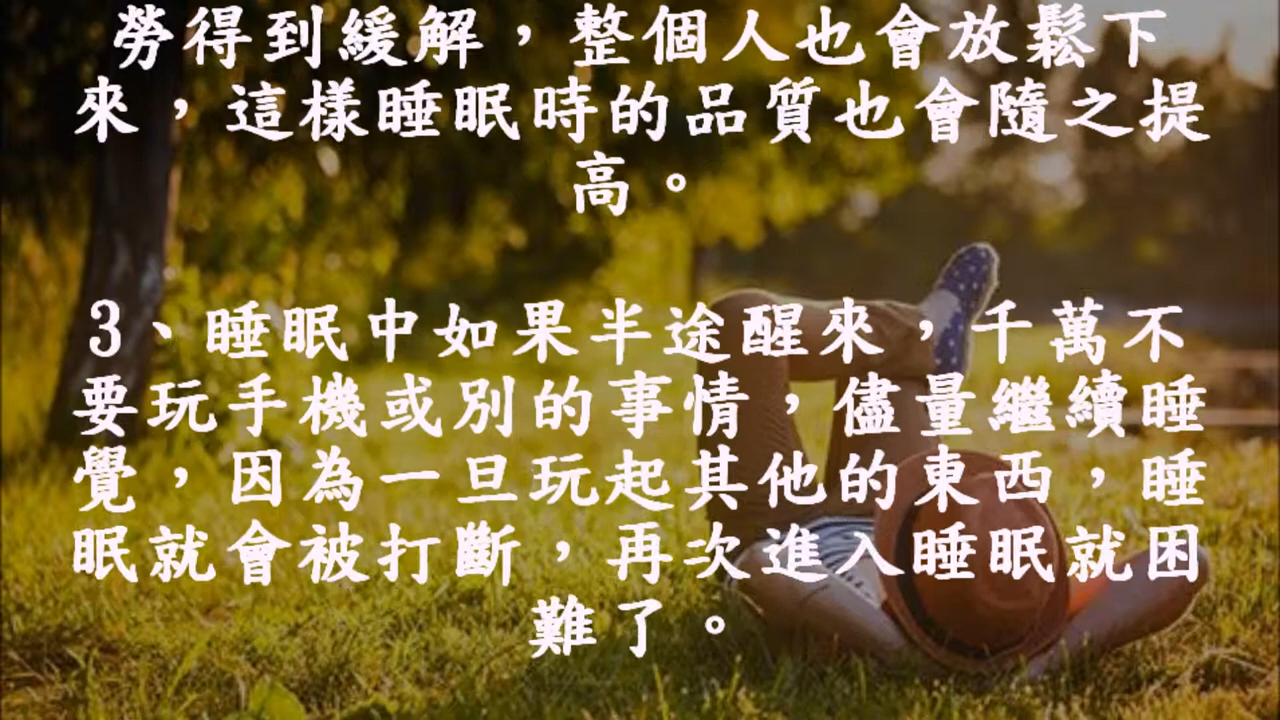 勞得到緩解，整個人也會放鬆下
來，這樣睡眠時的品質也會隨之提
高。
3、睡眠中如果半途醒來，千萬不
要玩手機或別的事情，儘量繼續睡
覺，因為一旦玩起其他的東西，睡
眠就會被打斷，再次進入睡眠就困
難了。